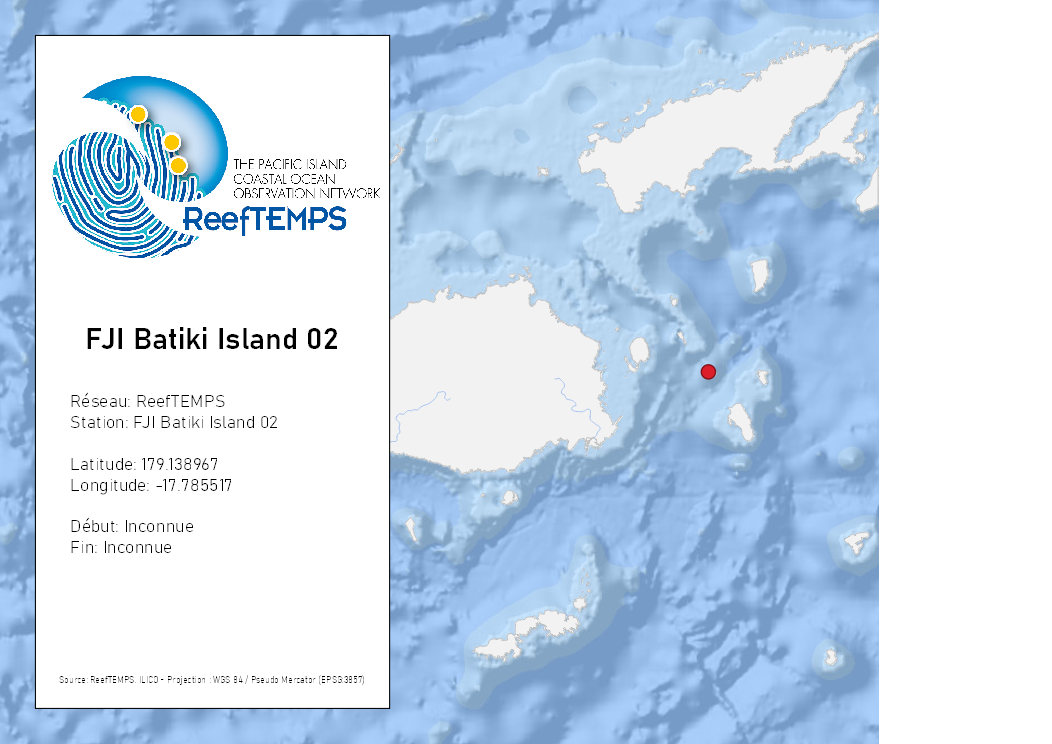 THE PACIFIC ISLAND
COASTAL OCEAN
OBSERVATION NETWORK
ReefTEMPS
FJI Batiki Island 02
Réseau: ReefTEMPS
Station: FJI Batiki Island 02
Latitude: 179.138967
Longitude: -17.785517
Début: Inconnue
Fin: Inconnue
Source: ReefTEMPS, ILICO - Projection : WGS 84 / Pseudo Mercator (EPSG:3857)